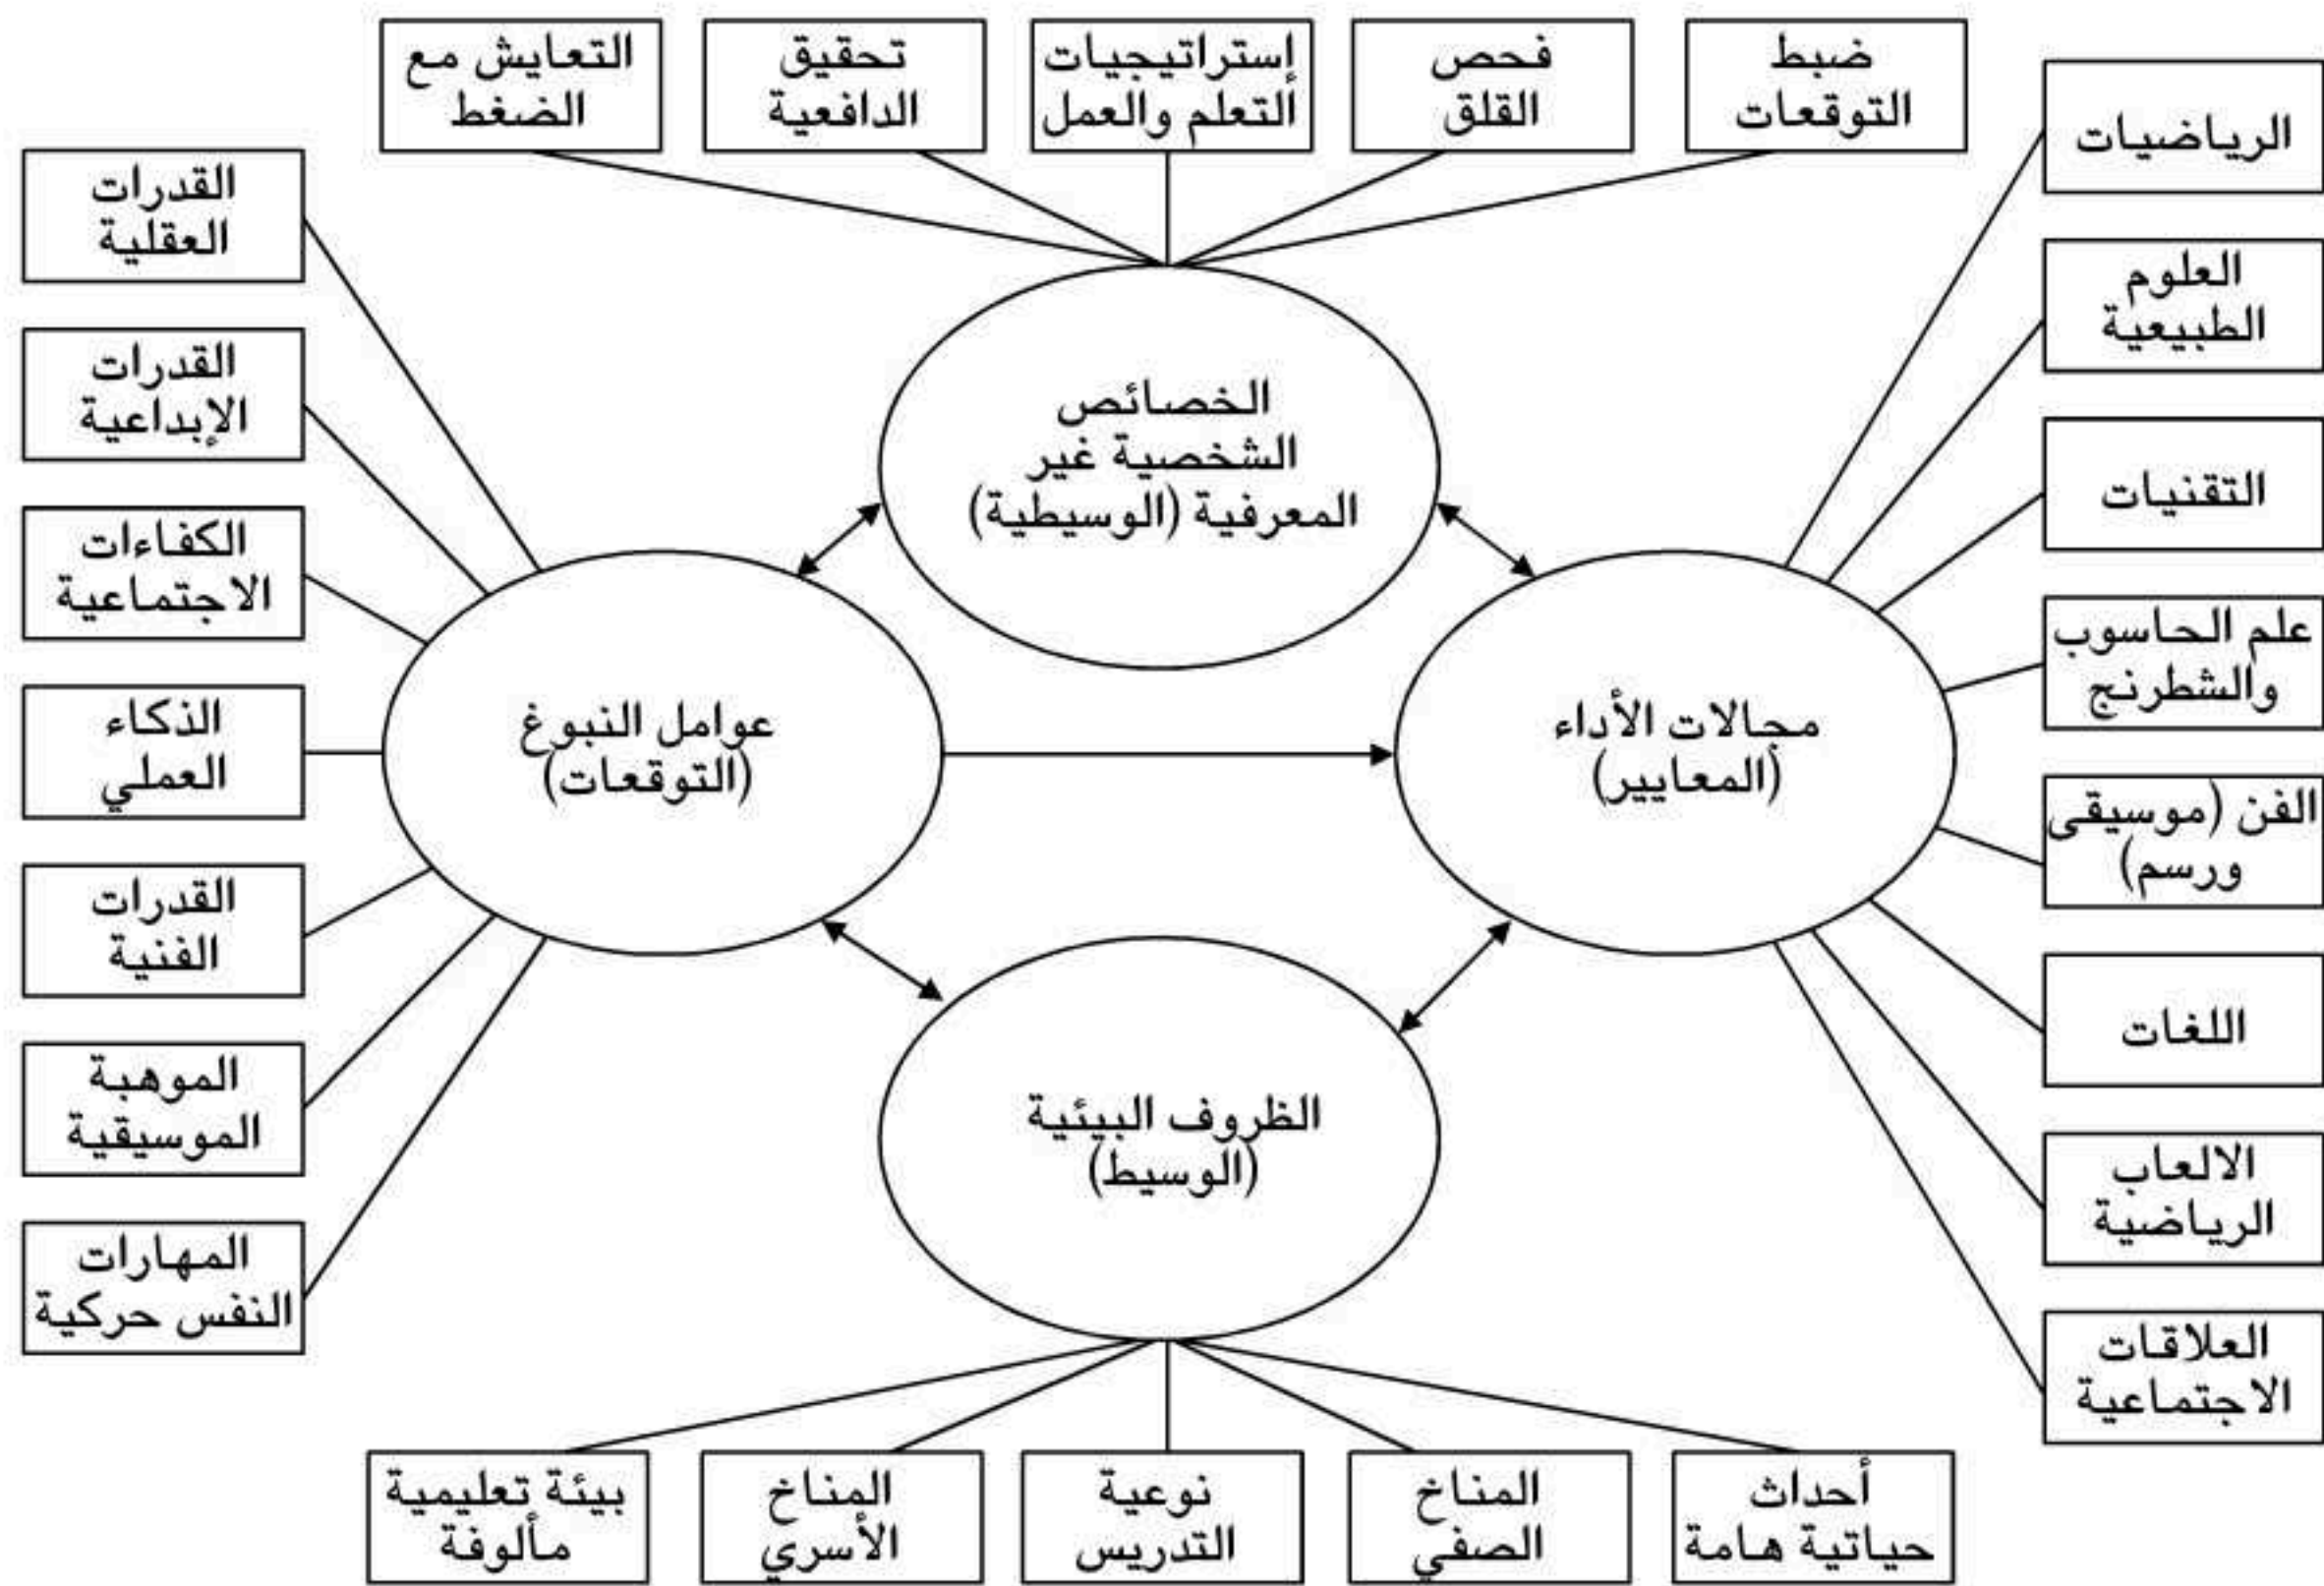 ضبط
التوقعات
فحص
القلق
إستراتيجيات
التعلم والعمل
تحقيق
الدافعية
التعايش مع
الضغط
الرياضيات
العلوم
الطبيعية
التقنيات
علم الحاسوب
والشطرنج
الفن (موسيقى
ورسم)
اللغات
الالعاب
الرياضية
العلاقات
الاجتماعية
الخصائص
الشخصية غير
المعرفية (الوسيطية)
مجالات الأداء
(المعايير)
عوامل النبوغ
(التوقعات)
الظروف البيئية
(الوسيط)
القدرات
العقلية
القدرات
الإبداعية
الكفاءات
الاجتماعية
الذكاء
العملي
القدرات
الفنية
الموهبة
الموسيقية
المهارات
النفس حركية
أحداث
حياتية هامة
المناخ
الصفي
نوعية
التدريس
المناخ
الأسري
بيئة تعليمية
مألوفة